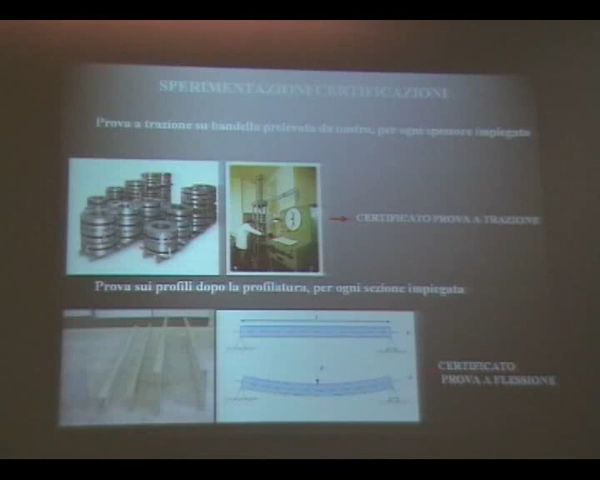 SPERIMENTAZIONI CERTIFICAZIONI
Prova a trazione su bandella prelevata da nastro, per ogni spessore impiegato
CERTIFICATO PROVA A TRAZIONE
Prova sui profili dopo la profilatura, per ogni sezione impiegata
CERTIFICATO
PROVA A FLESSIONE